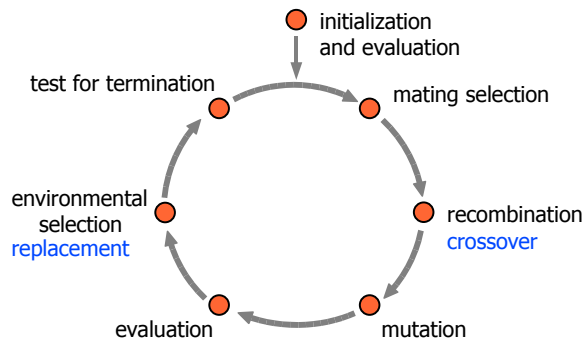 initialization
and evaluation
test for termination
mating selection
environmental
selection
replacement
recombination
crossover
evaluation
mutation